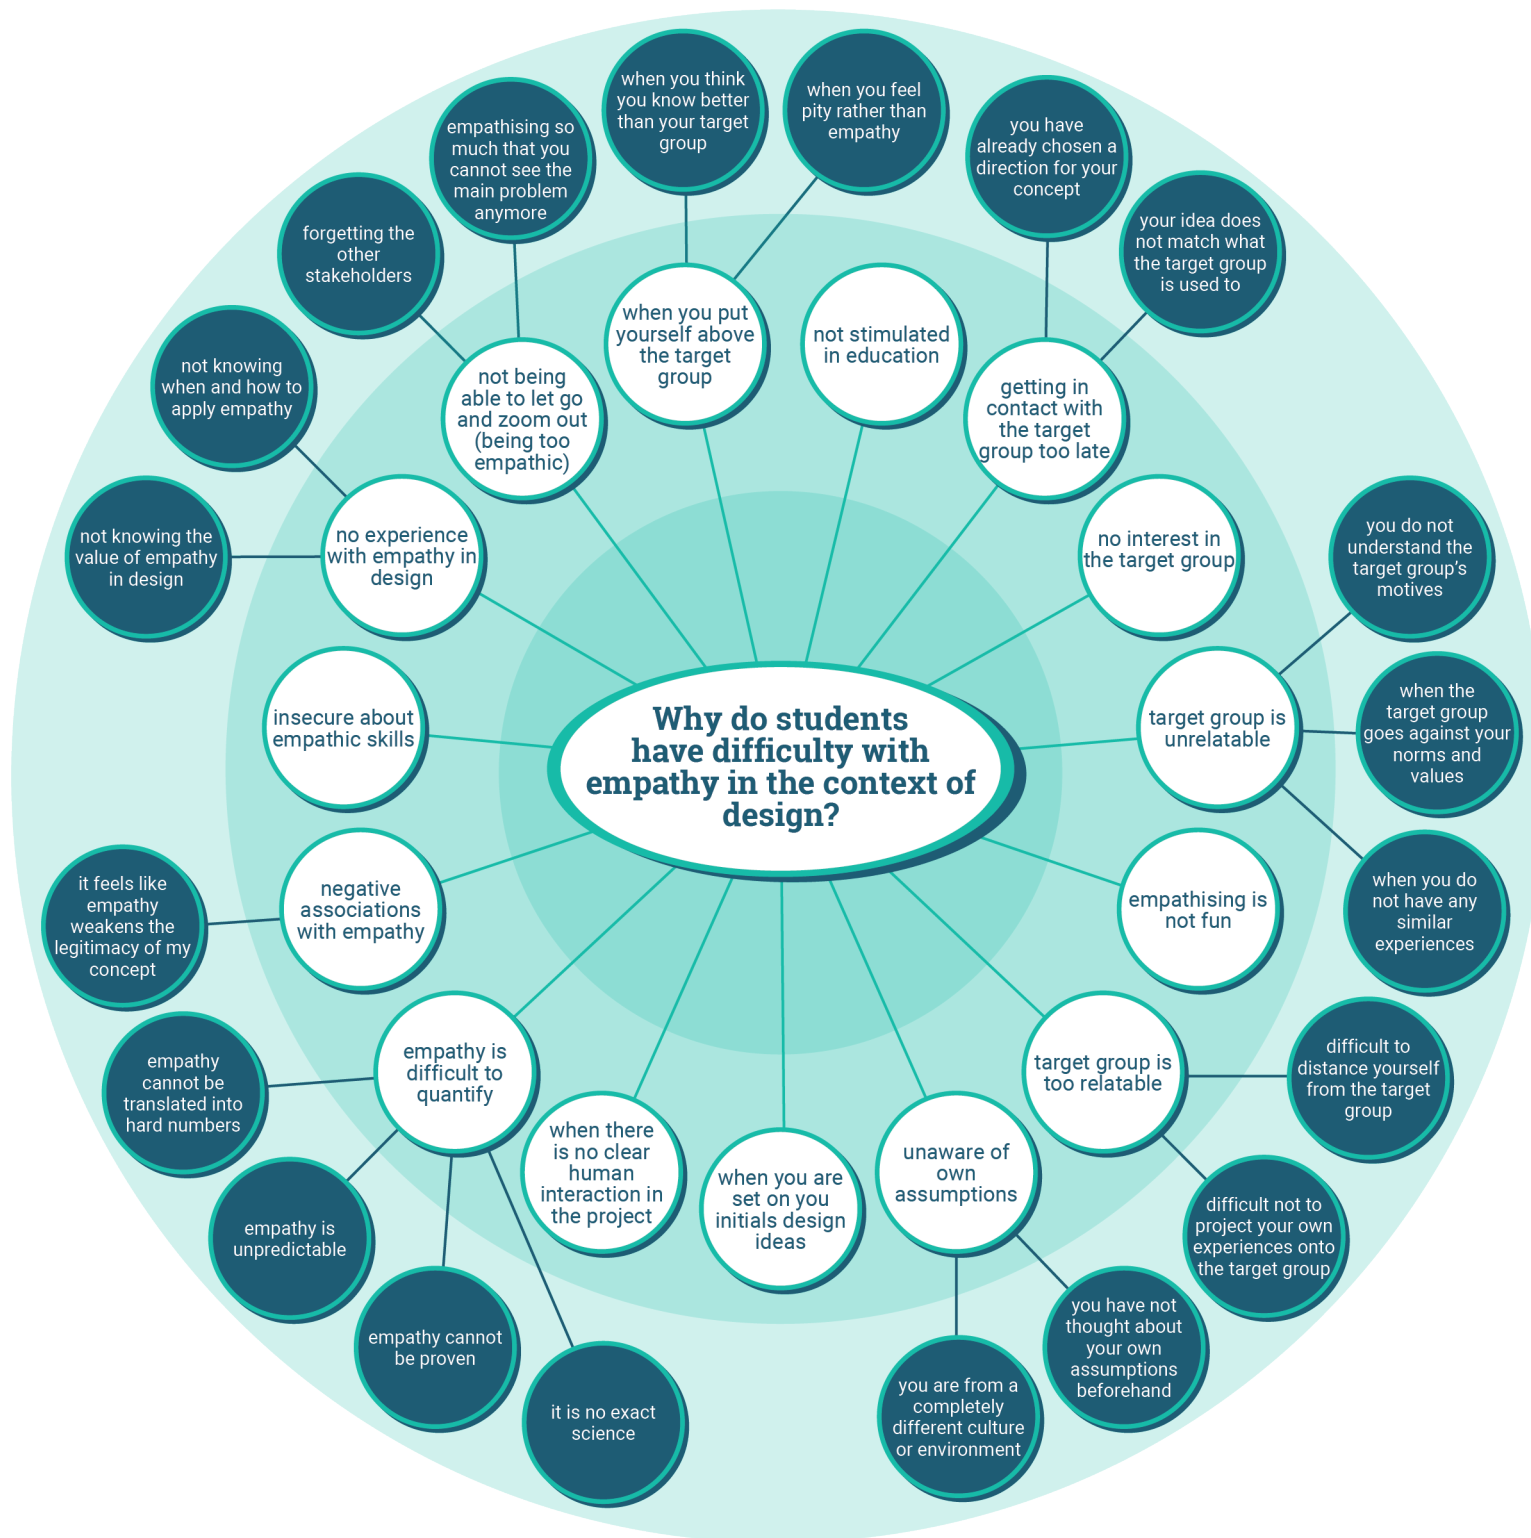 when you think
you know better
than your target
group
when you feel
pity rather than
empathy
empathising so
much that you
cannot see the
main problem
anymore
you have
already chosen a
direction for your
concept
forgetting the
other
stakeholders
your idea does
not match what
the target group
is used to
when you put
yourself above
the target
group
not stimulated
in education
not knowing
when and how to
apply empathy
not being
able to let go
and zoom out
(being too
empathic)
getting in
contact with
the target
group too late
not knowing the
value of empathy
in design
no experience
with empathy in
design
no interest in
the target group
you do not
understand the
target group’s
motives
insecure about
empathic skills
Why do students
have difficulty with
empathy in the context of
design?
target group is
unrelatable
when the
target group
goes against your
norms and
values
it feels like
empathy
weakens the
legitimacy of my
concept
negative
associations
with empathy
empathising is
not fun
when you do
not have any
similar
experiences
empathy
cannot be
translated into
hard numbers
empathy is
difficult to
quantify
target group is
too relatable
difficult to
distance yourself
from the target
group
when there
is no clear
human
interaction in
the project
when you are
set on you
initials design
ideas
unaware of
own
assumptions
difficult not to
project your own
experiences onto
the target group
empathy is
unpredictable
empathy cannot
be proven
you have not
thought about
your own
assumptions
beforehand
it is no exact
science
you are from a
completely
different culture
or environment